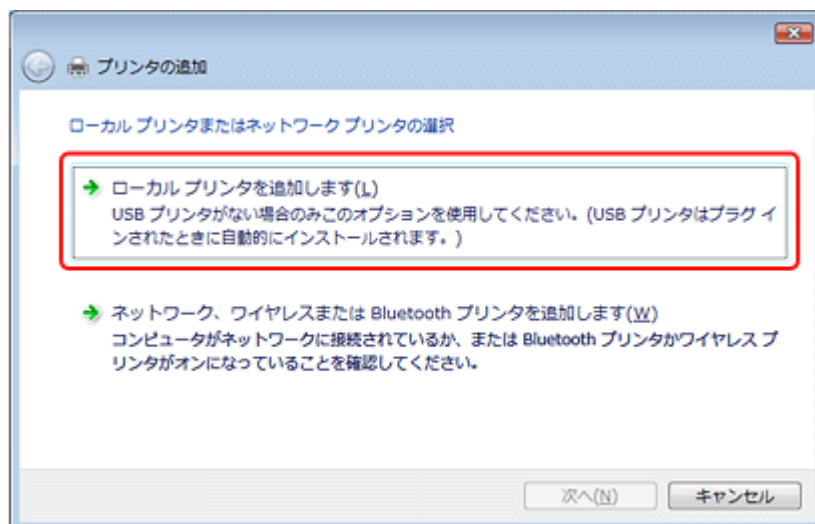 プリンタの追加
ローカル プリンタまたはネットワーク プリンタの選択
ローカル プリンタを追加します(L)
USB プリンタがない場合のみこのオプションを使用してください。(USB プリンタはプラグ イ
ンされたときに自動的にインストールされます。)
ネットワーク、ワイヤレスまたは Bluetooth プリンタを追加します(W)
コンピュータがネットワークに接続されているか、または Bluetooth プリンタかワイヤレス プ
リンタがオンになっていることを確認してください。
次へ(N)
キャンセル